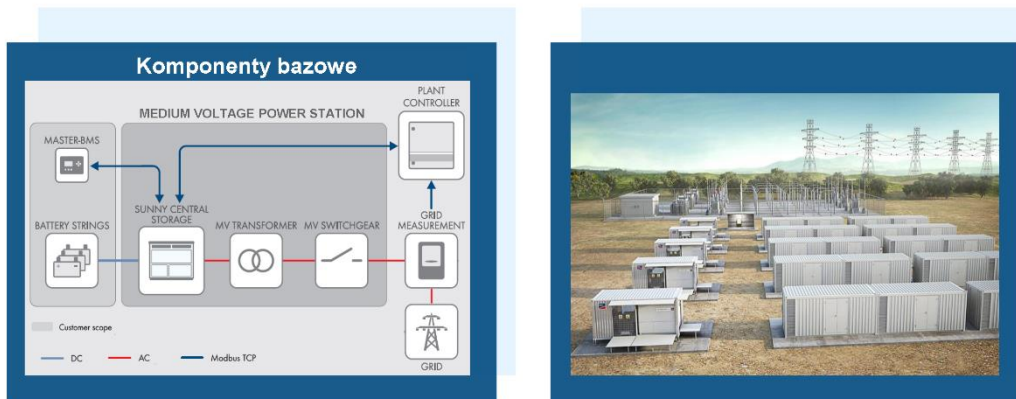 Komponenty bazowe
PLANT
CONTROLLER
MEDIUM VOLTAGE POWER STATION
MASTER-BMS
SUNNY CENTRAL
STORAGE
GRID
MEASUREMENT
BATTERY STRINGS
MV TRANSFORMER
MV SWITCHGEAR
Customer scope
DC
AC
Modbus TCP
GRID